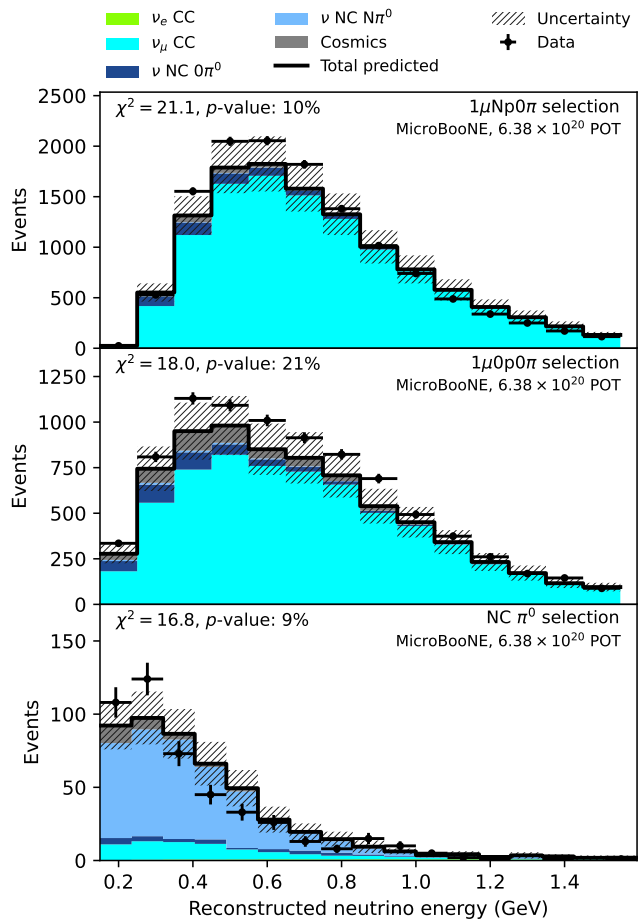 νe CC
νμ CC
ν NC 0π⁰
ν NC Nπ⁰
Cosmics
Total predicted
Uncertainty
Data
χ² = 21.1, p-value: 10%
1μNp0π selection
MicroBooNE, 6.38 × 10²⁰ POT
Events
2500
2000
1500
1000
500
0
χ² = 18.0, p-value: 21%
1μ0p0π selection
MicroBooNE, 6.38 × 10²⁰ POT
Events
1250
1000
750
500
250
0
χ² = 16.8, p-value: 9%
NC π⁰ selection
MicroBooNE, 6.38 × 10²⁰ POT
Events
150
100
50
0
0.2 0.4 0.6 0.8 1.0 1.2 1.4
Reconstructed neutrino energy (GeV)